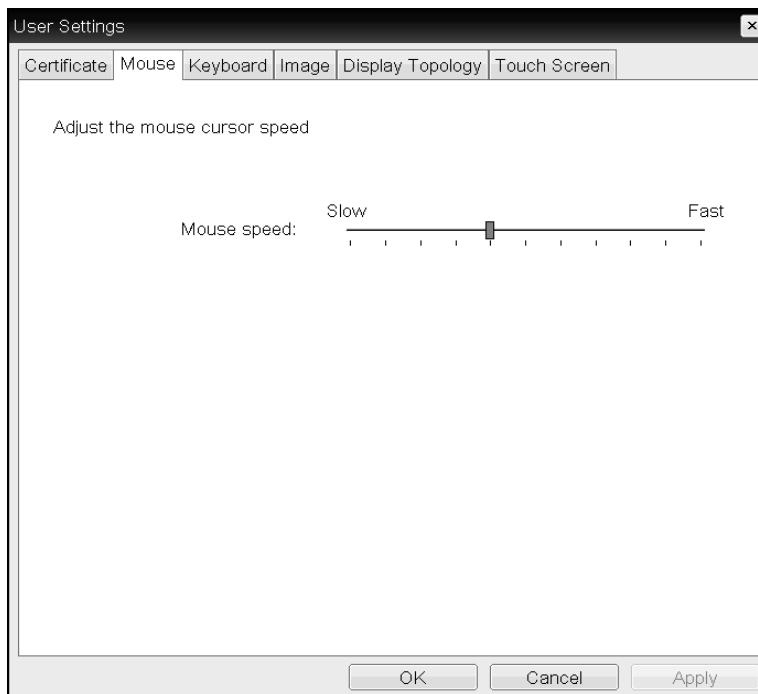 User Settings
Certificate Mouse Keyboard Image Display Topology Touch Screen
Adjust the mouse cursor speed
Slow Fast
Mouse speed:
OK Cancel Apply